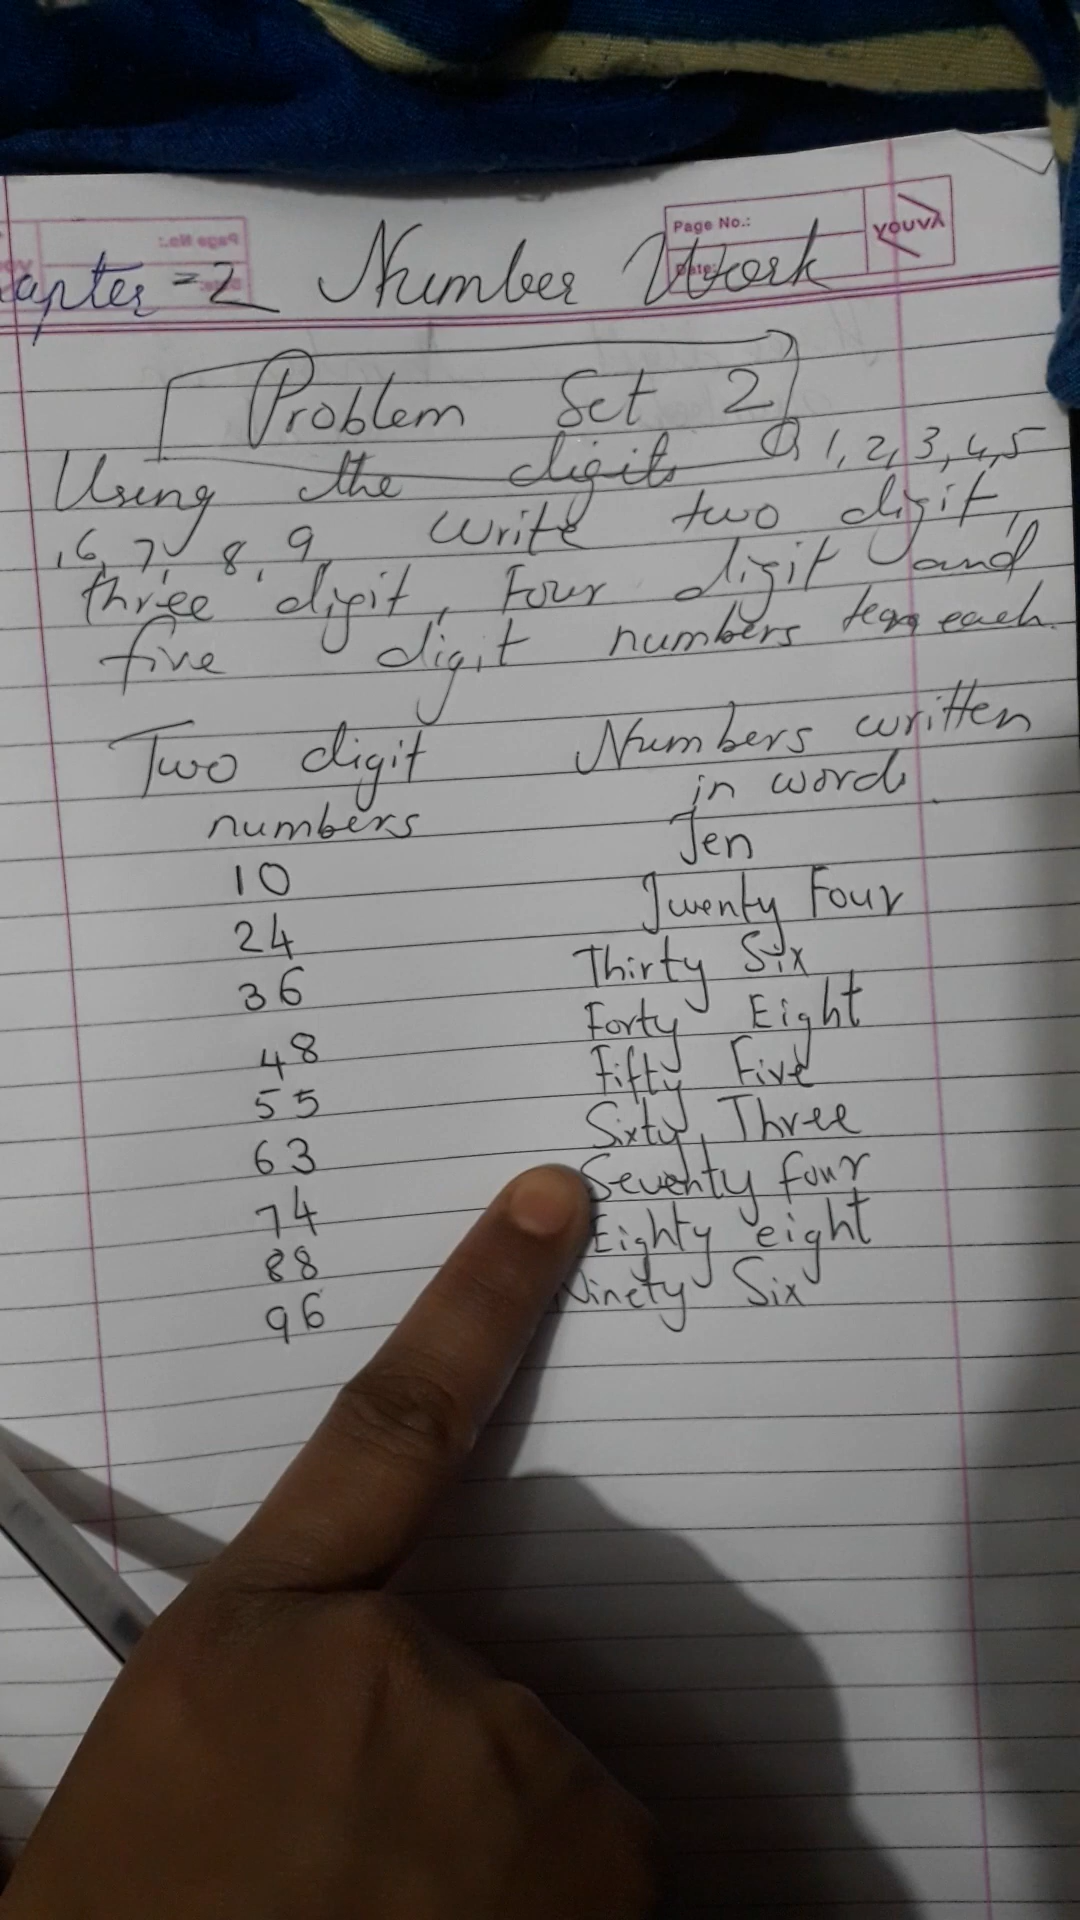 Page No.:
Date:
YOUVA
apter = 2 Number Work
Problem Set 2
Using the digits 0, 1, 2, 3, 4, 5
, 6, 7, 8, 9 write two digit,
three digit, Four digit and
five digit numbers ten each.
Two digit Numbers written
numbers in word
10 Ten
24 Twenty Four
36 Thirty Six
48 Forty Eight
55 Fifty Five
63 Sixty Three
74 Seventy four
88 Eighty eight
96 Ninety Six